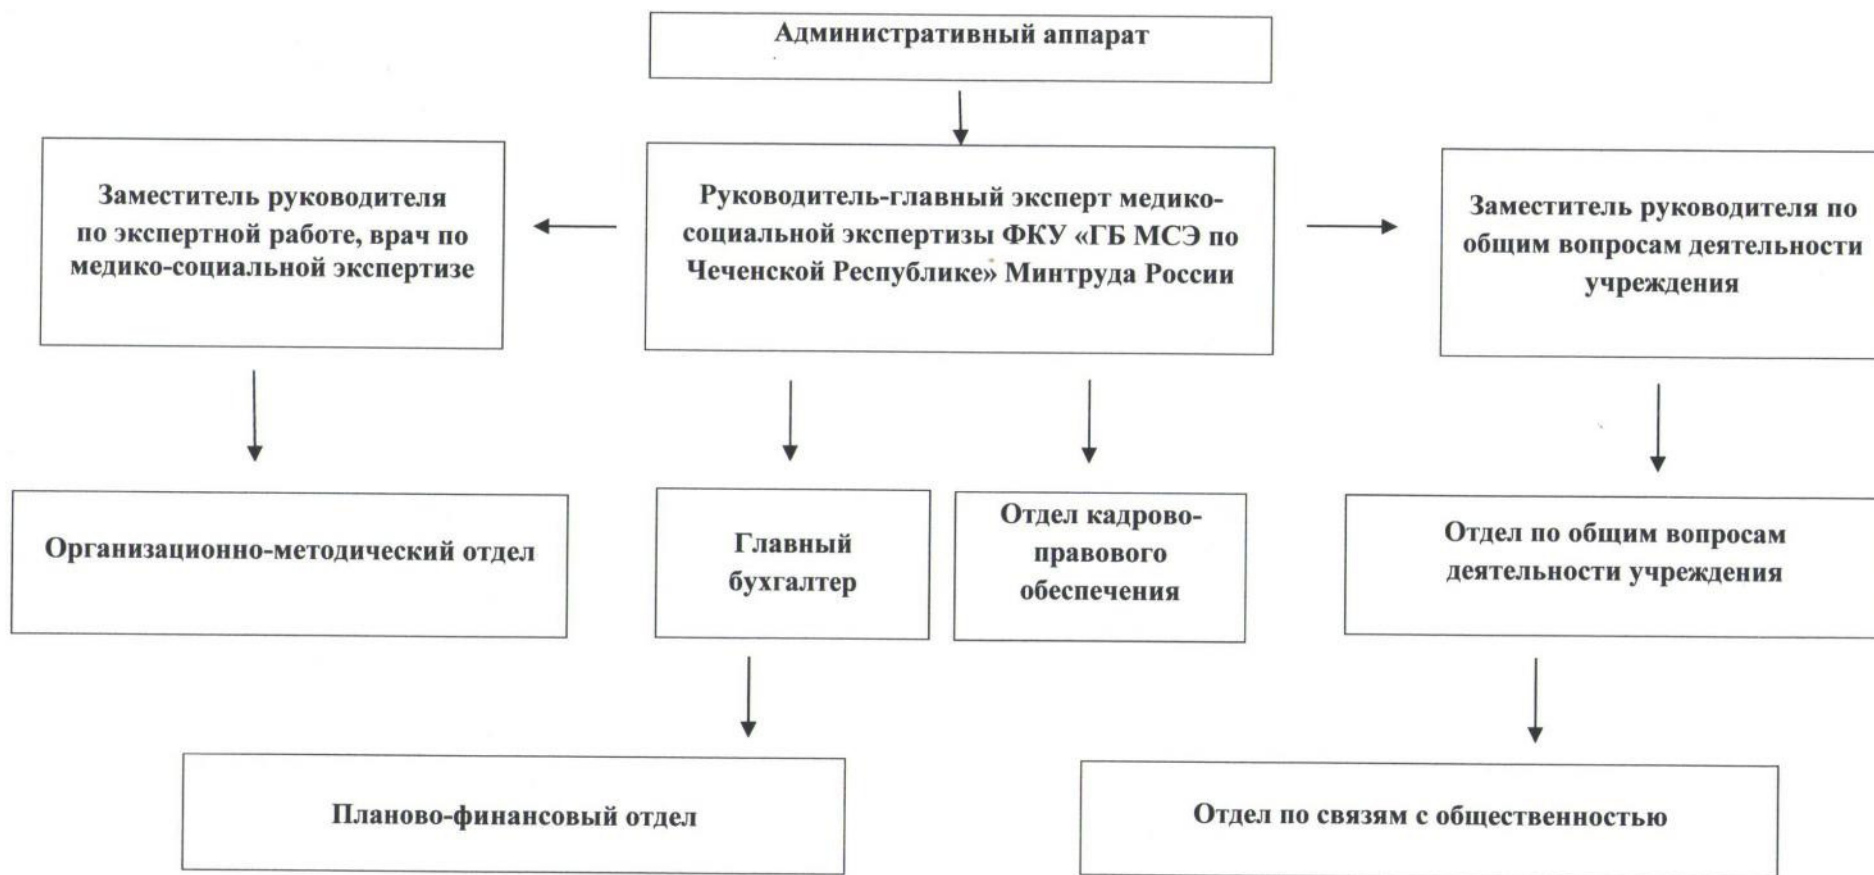 Административный аппарат
Заместитель руководителя
по экспертной работе, врач по
медико-социальной экспертизе
Руководитель-главный эксперт медико-
социальной экспертизы ФКУ «ГБ МСЭ по
Чеченской Республике» Минтруда России
Заместитель руководителя по
общим вопросам деятельности
учреждения
Организационно-методический отдел
Главный
бухгалтер
Отдел кадрово-
правового
обеспечения
Отдел по общим вопросам
деятельности учреждения
Планово-финансовый отдел
Отдел по связям с общественностью